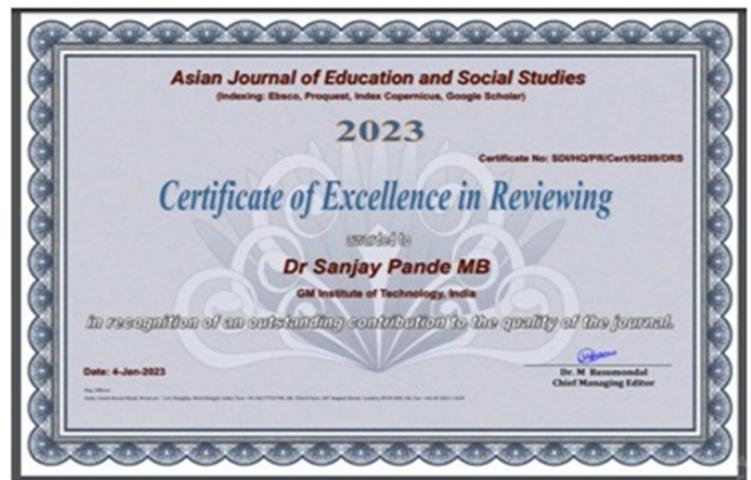 Asian Journal of Education and Social Studies
(Indexing: Ebsco, Proquest, Index Copernicus, Google Scholar)
2023
Certificate No: SDI/HQ/PR/Cert/95289/DRS
Certificate of Excellence in Reviewing
awarded to
Dr Sanjay Pande MB
GM Institute of Technology, India
in recognition of an outstanding contribution to the quality of the journal.
Date: 4-Jan-2023
Dr. M Basumondal
Chief Managing Editor